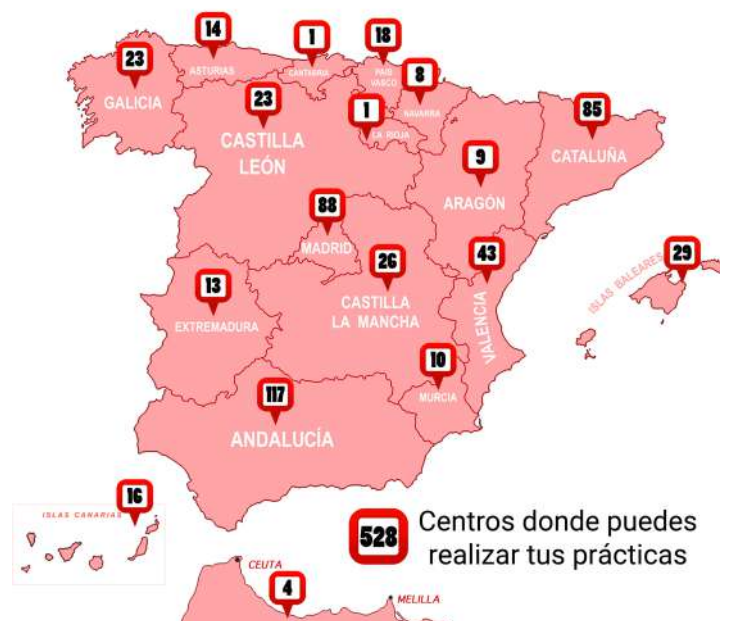 14
ASTURIAS
1
CANTABRIA
18
PAIS
VASCO
23
GALICIA
8
NAVARRA
23
CASTILLA
LEÓN
1
LA RIOJA
85
CATALUÑA
9
ARAGÓN
88
MADRID
43
VALENCIA
29
ISLAS BALEARES
26
CASTILLA
LA MANCHA
13
EXTREMADURA
10
MURCIA
117
ANDALUCÍA
16
ISLAS CANARIAS
528
Centros donde puedes
realizar tus prácticas
CEUTA
4
MELILLA